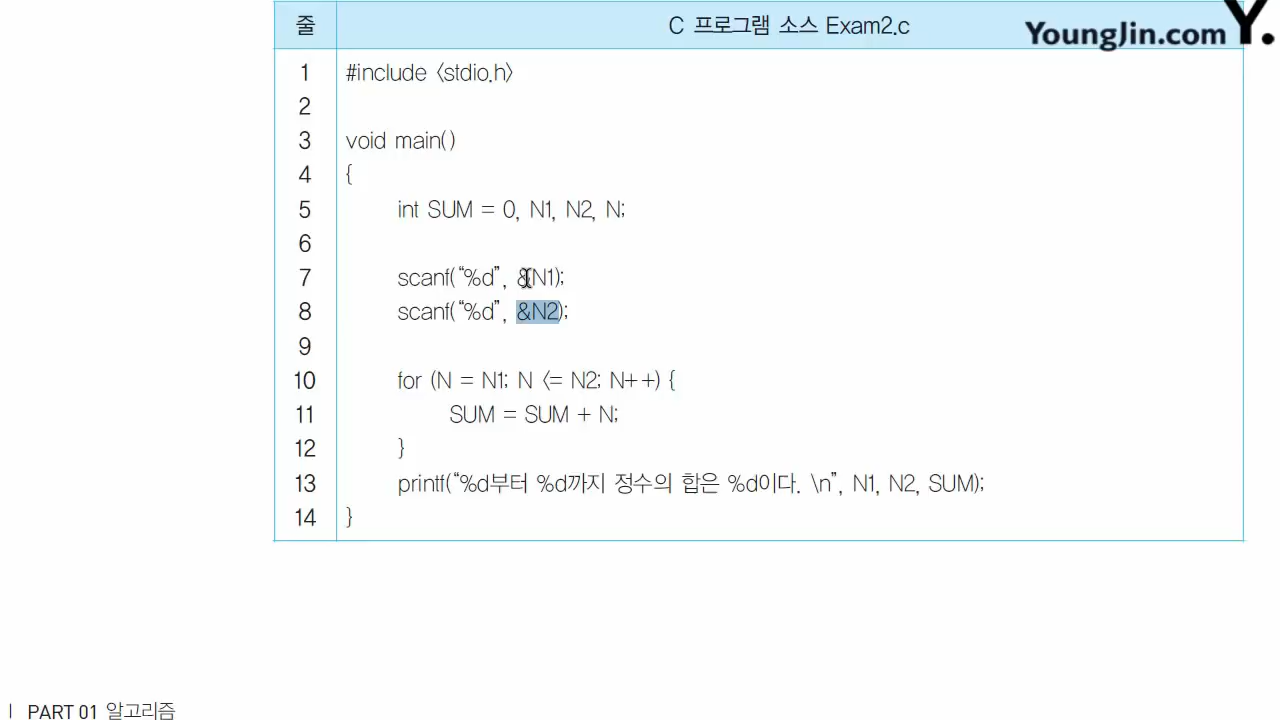 줄 C 프로그램 소스 Exam2.c YoungJin.com Y.
1 #include <stdio.h>
2
3 void main()
4 {
5 int SUM = 0, N1, N2, N;
6
7 scanf(“%d”, &N1);
8 scanf(“%d”, &N2);
9
10 for (N = N1; N <= N2; N++) {
11 SUM = SUM + N;
12 }
13 printf(“%d부터 %d까지 정수의 합은 %d이다. \n”, N1, N2, SUM);
14 }
| PART 01 알고리즘